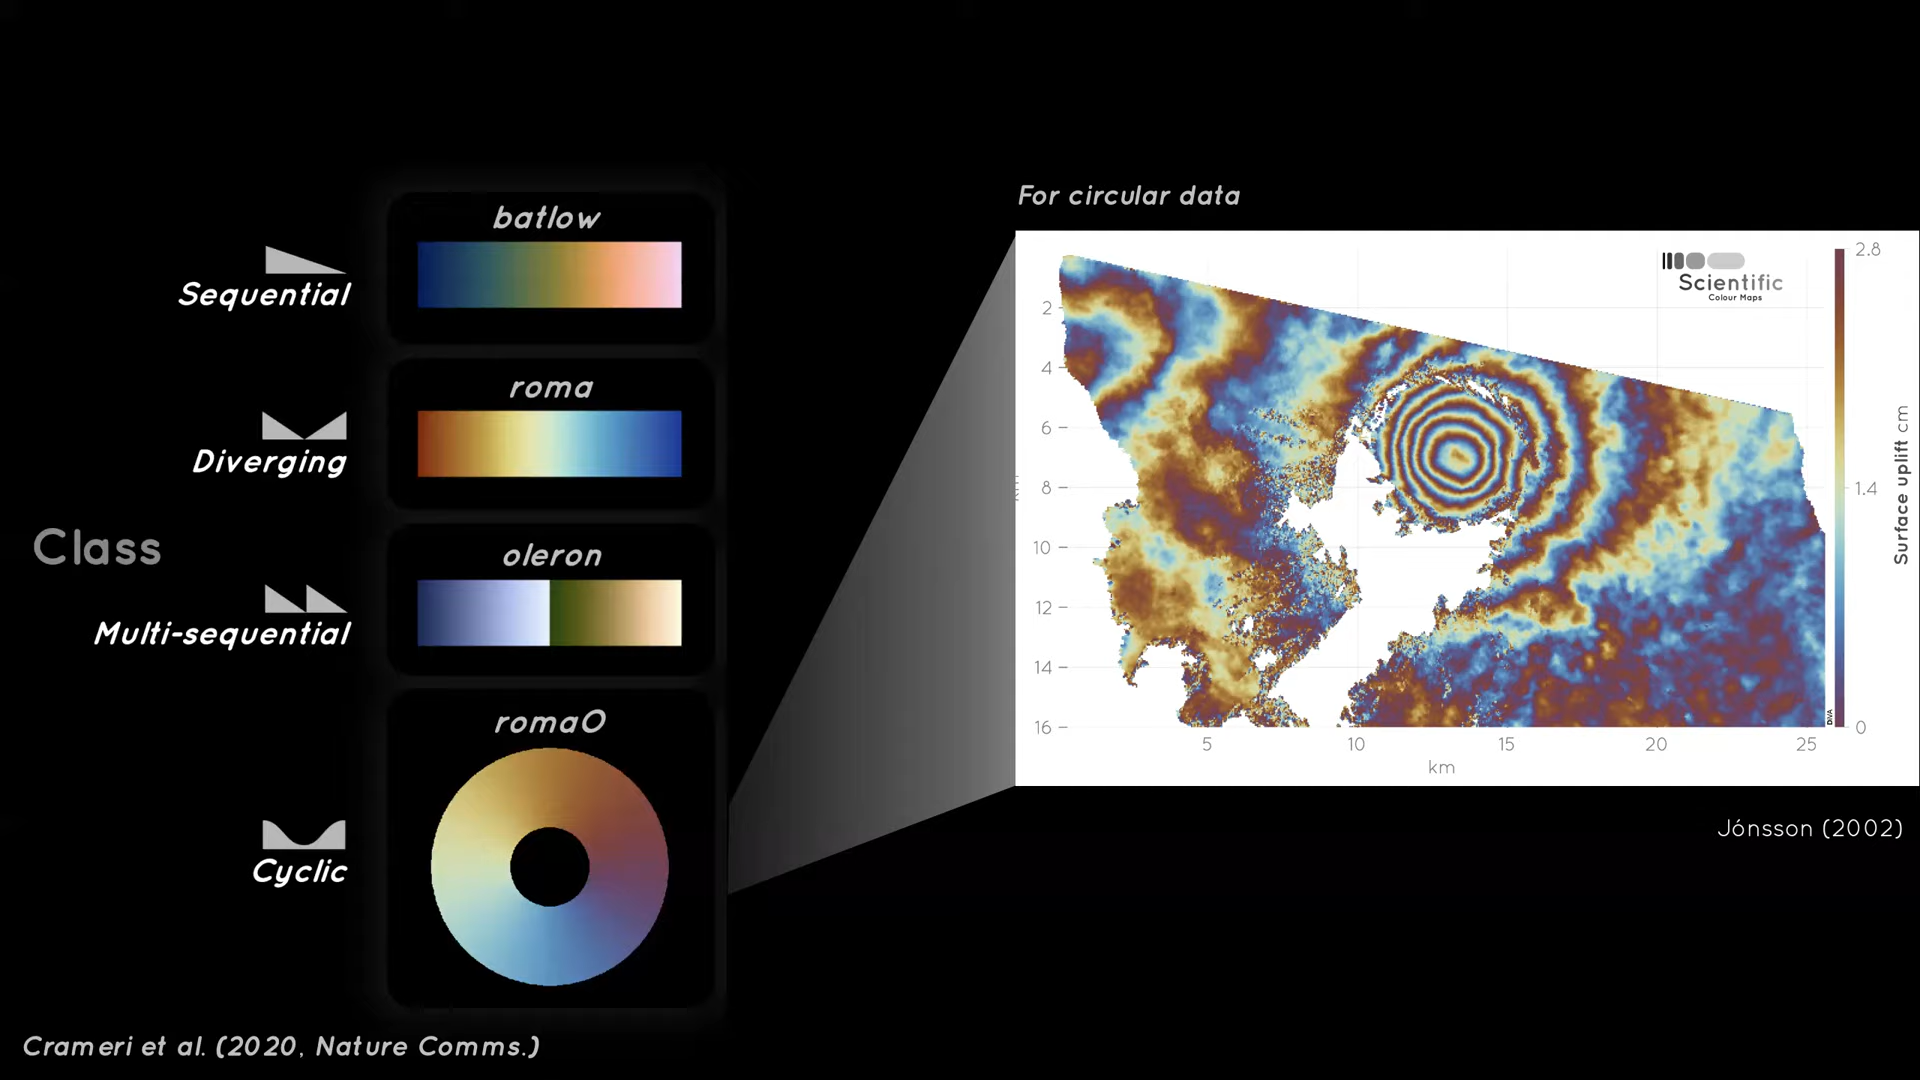 Class
Sequential
batlow
Diverging
roma
Multi-sequential
oleron
Cyclic
romaO
For circular data
Scientific
Colour Maps
2
4
6
8
10
12
14
16
km
5
10
15
20
25
km
2.8
1.4
0
Surface uplift cm
DIVA
Jónsson (2002)
Crameri et al. (2020, Nature Comms.)